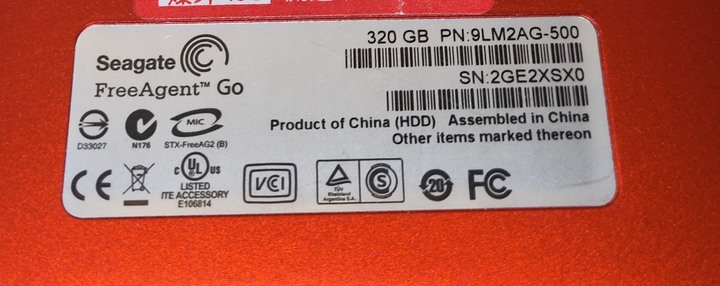 320 GB PN:9LM2AG-500
Seagate
FreeAgent™ Go
SN:2GE2XSX0
Product of China (HDD) Assembled in China
Other items marked thereon
D33027
N176
MIC
STX-FreeAG2 (B)
C UL US
LISTED
ITE ACCESSORY
E106814
CE
VCI
TÜV
Rheinland
Argentina S.A.
S
20
FC